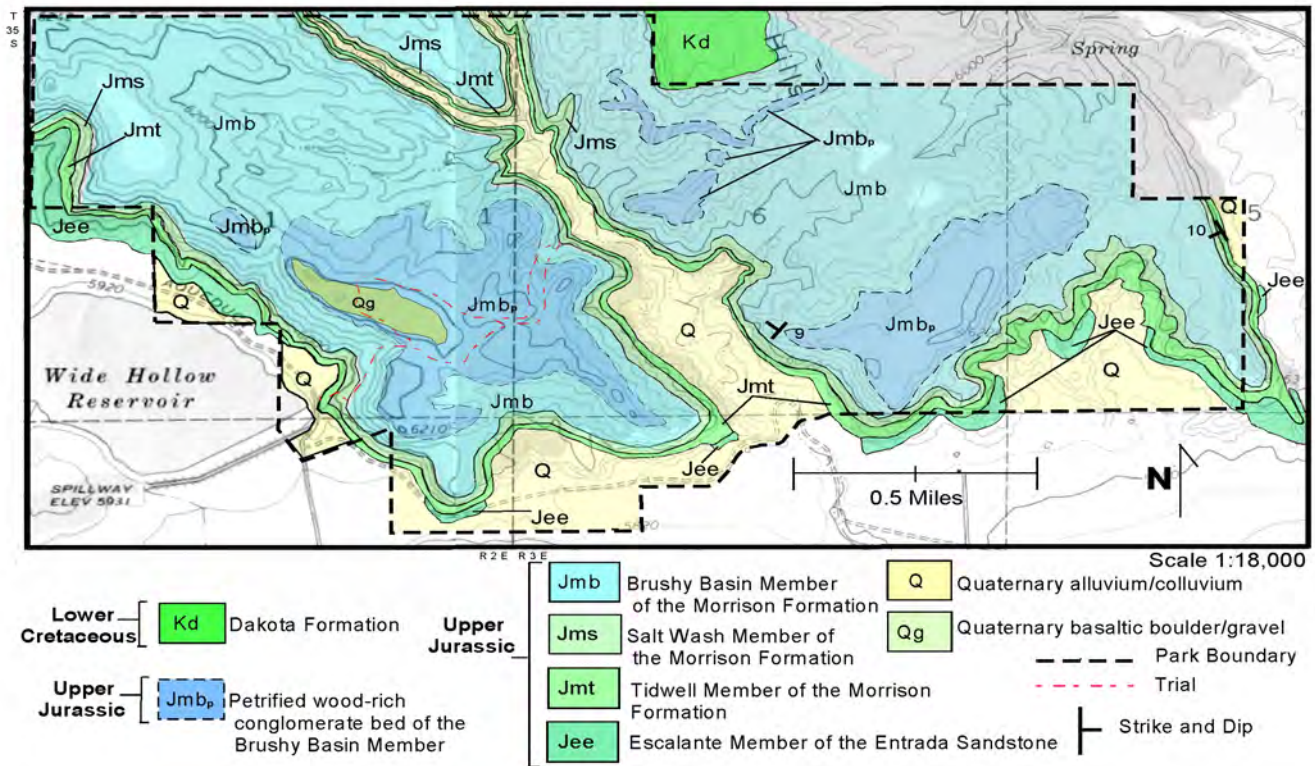 T
35
S
Kd
Hills
Spring
6000
Jms
Jmt
Jms
Jmt
6000
Jmb
Jms
Jmbp
Jmb
Jee
Jmbp
1
1
6
Q
5
10
5920
AQUEDU
Q
Qg
Jmbp
Q
9
Jmbp
Jee
Jee
Q
Wide Hollow
Reservoir
Q
Jmb
Jmt
6210
Jee
Q
SPILLWAY
ELEV 5931
Jee
0.5 Miles
N
R2E R3E
Scale 1:18,000
Lower
Cretaceous
Kd
Dakota Formation
Upper
Jurassic
Jmbp
Petrified wood-rich
conglomerate bed of the
Brushy Basin Member
Upper
Jurassic
Jmb
Brushy Basin Member
of the Morrison Formation
Jms
Salt Wash Member of
the Morrison Formation
Jmt
Tidwell Member of the Morrison
Formation
Jee
Escalante Member of the Entrada Sandstone
Q
Quaternary alluvium/colluvium
Qg
Quaternary basaltic boulder/gravel
Park Boundary
Trial
Strike and Dip